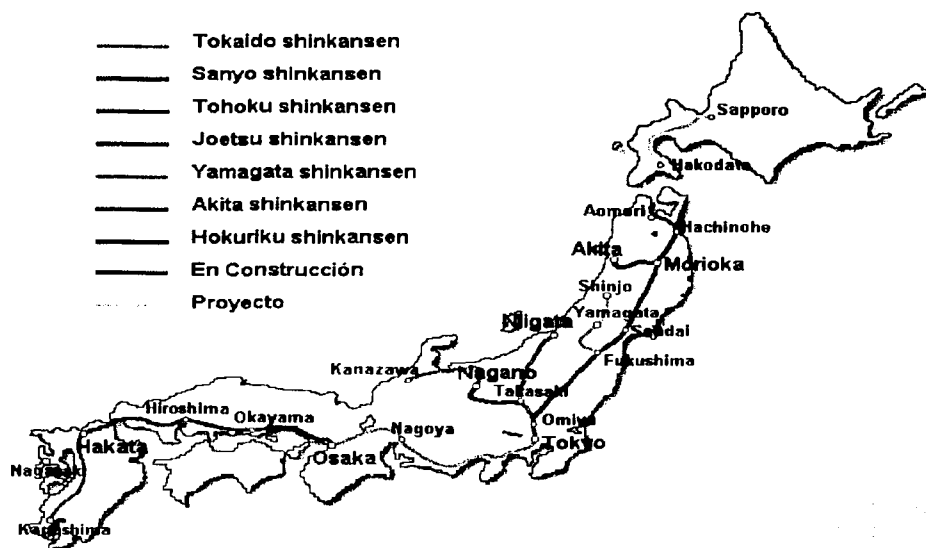 Tokaido shinkansen
Sanyo shinkansen
Tohoku shinkansen
Joetsu shinkansen
Yamagata shinkansen
Akita shinkansen
Hokuriku shinkansen
En Construcción
Proyecto
Sapporo
Hakodate
Aomori
Hachinohe
Akita
Morioka
Shinjo
Yamagata
Niigata
Sendai
Fukushima
Kanazawa
Nagano
Takasaki
Hiroshima
Okayama
Nagoya
Omiya
Tokyo
Hakata
Osaka
Nagasaki
Kagoshima